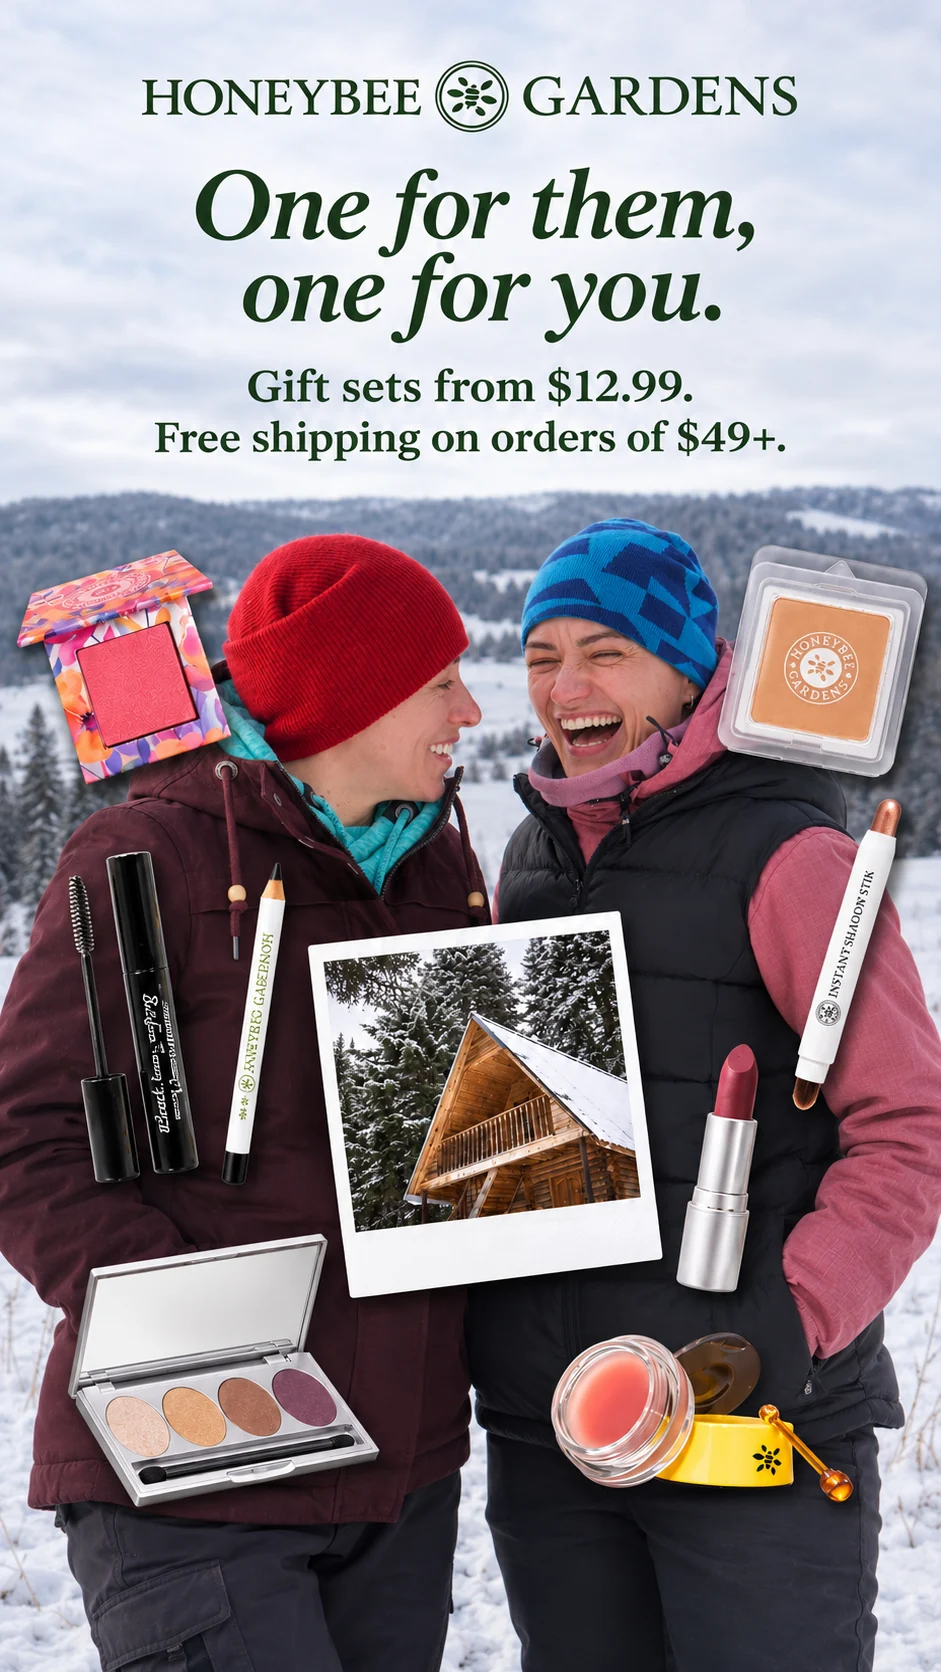 HONEYBEE GARDENS
One for them,
one for you.
Gift sets from $12.99.
Free shipping on orders of $49+.
HONEYBEE
GARDENS
INSTANT SHADOW STIK